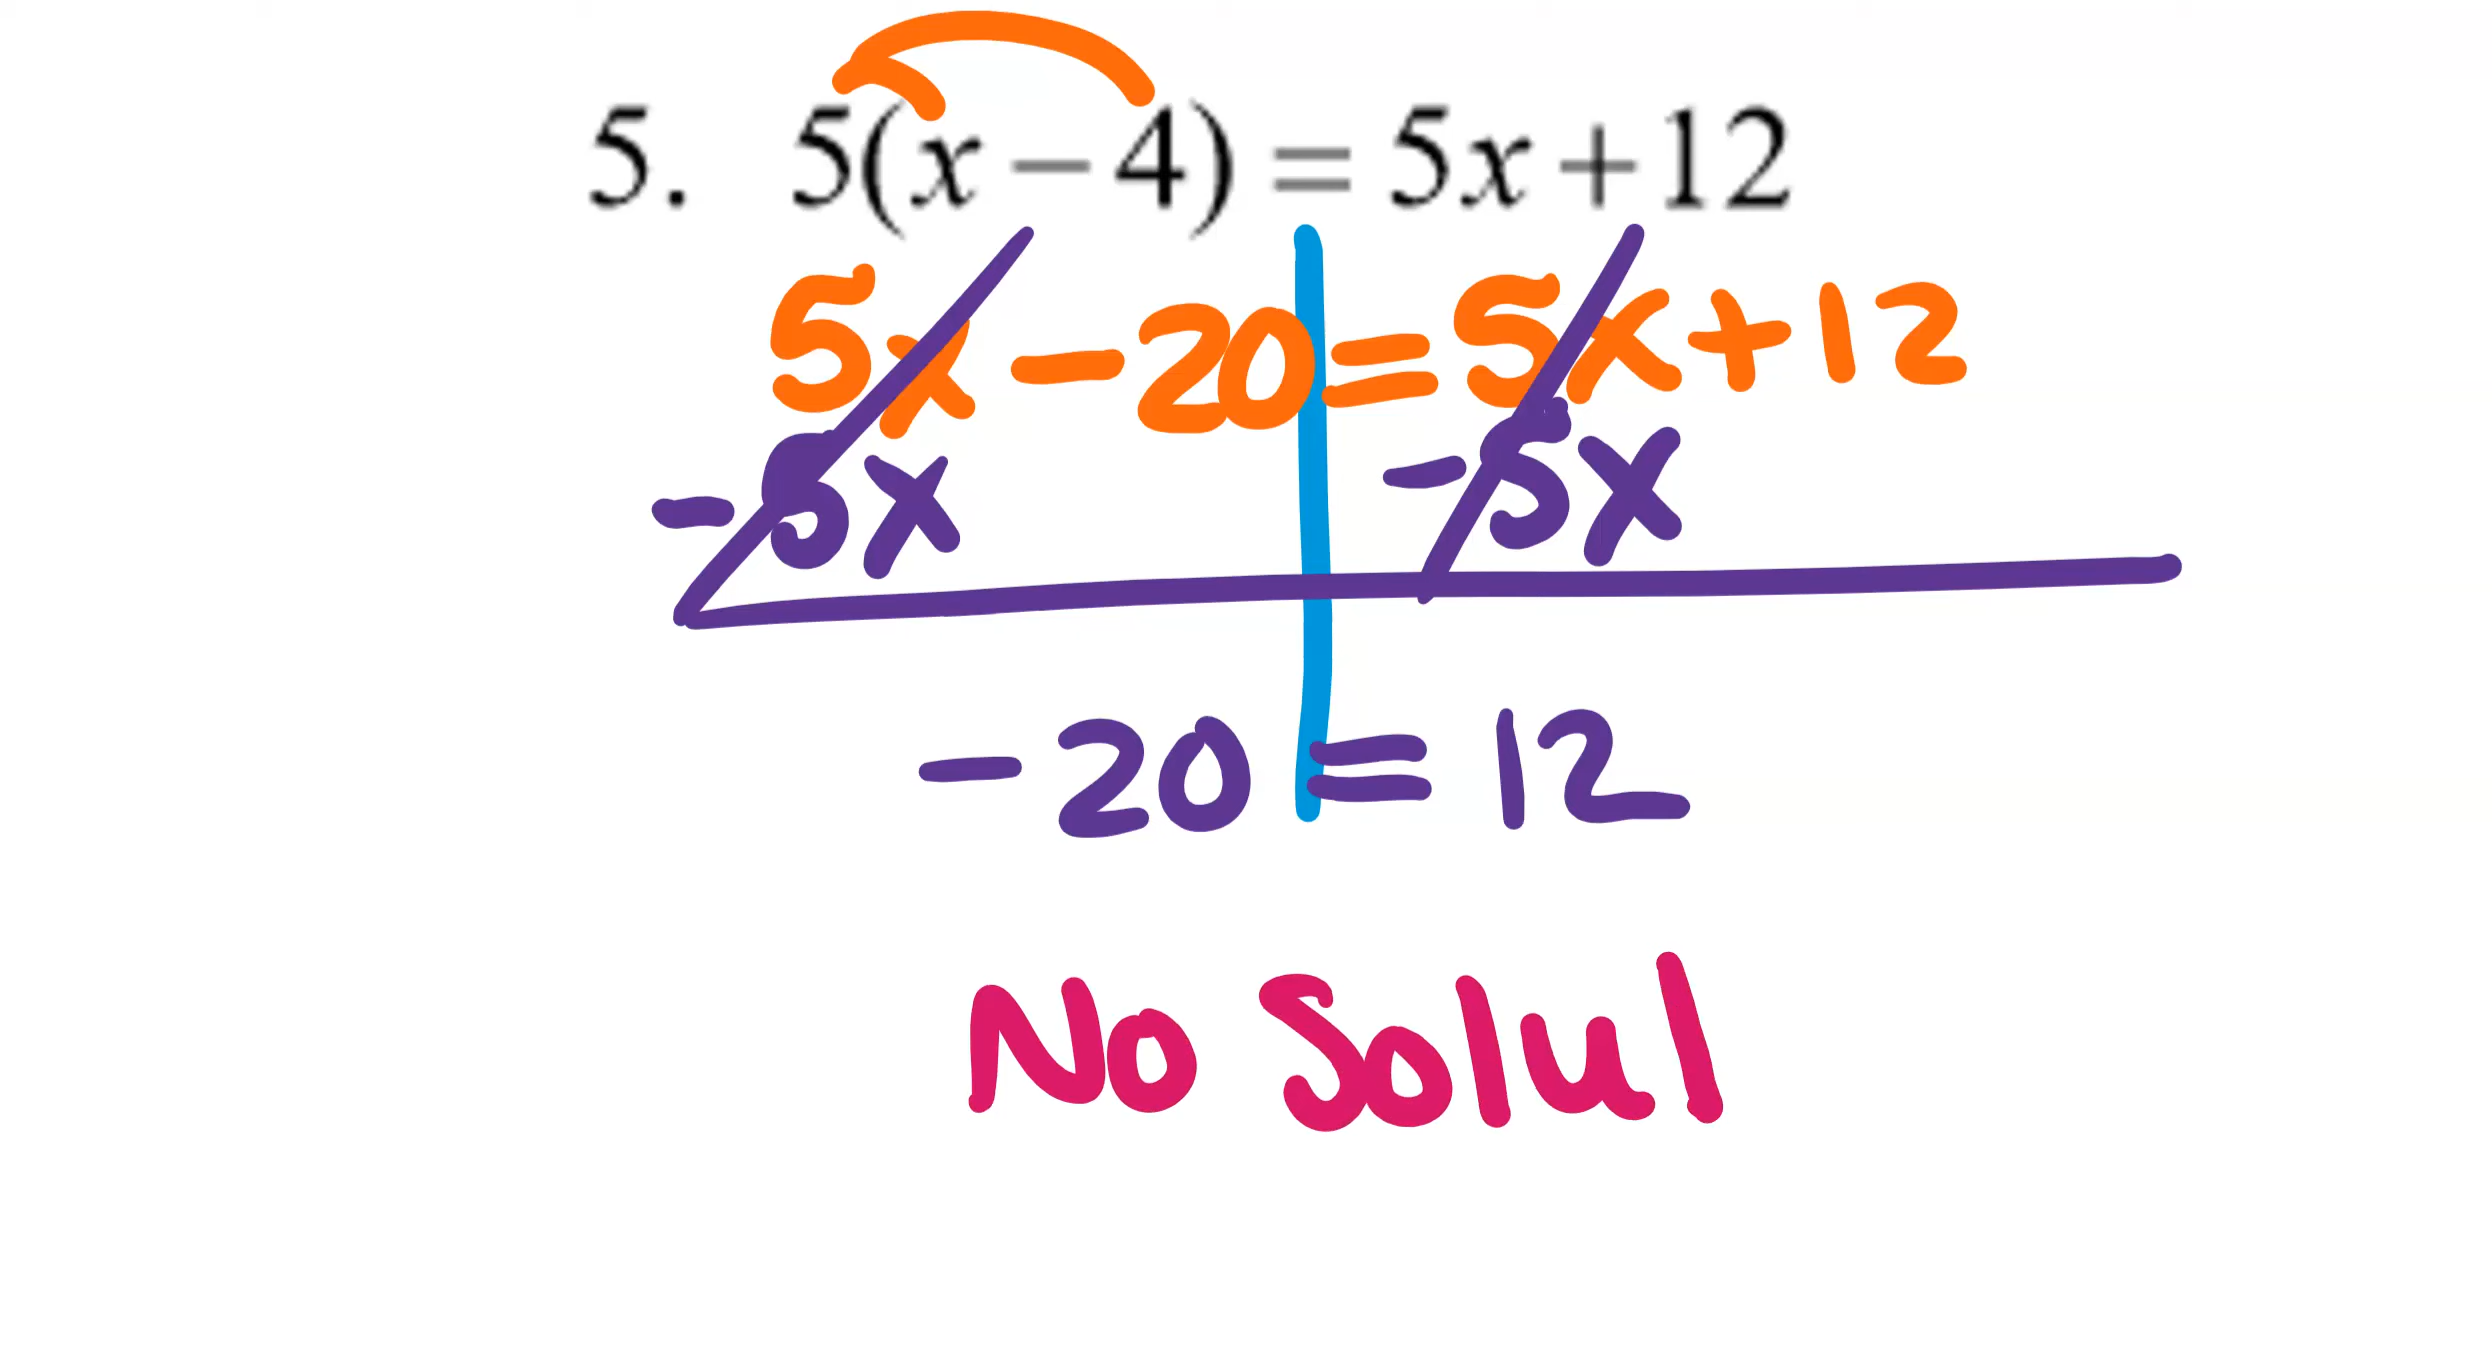 5. 5(x − 4) = 5x + 12
5x − 20 = 5x + 12
− 5x − 5x
− 20 = 12
No Solul